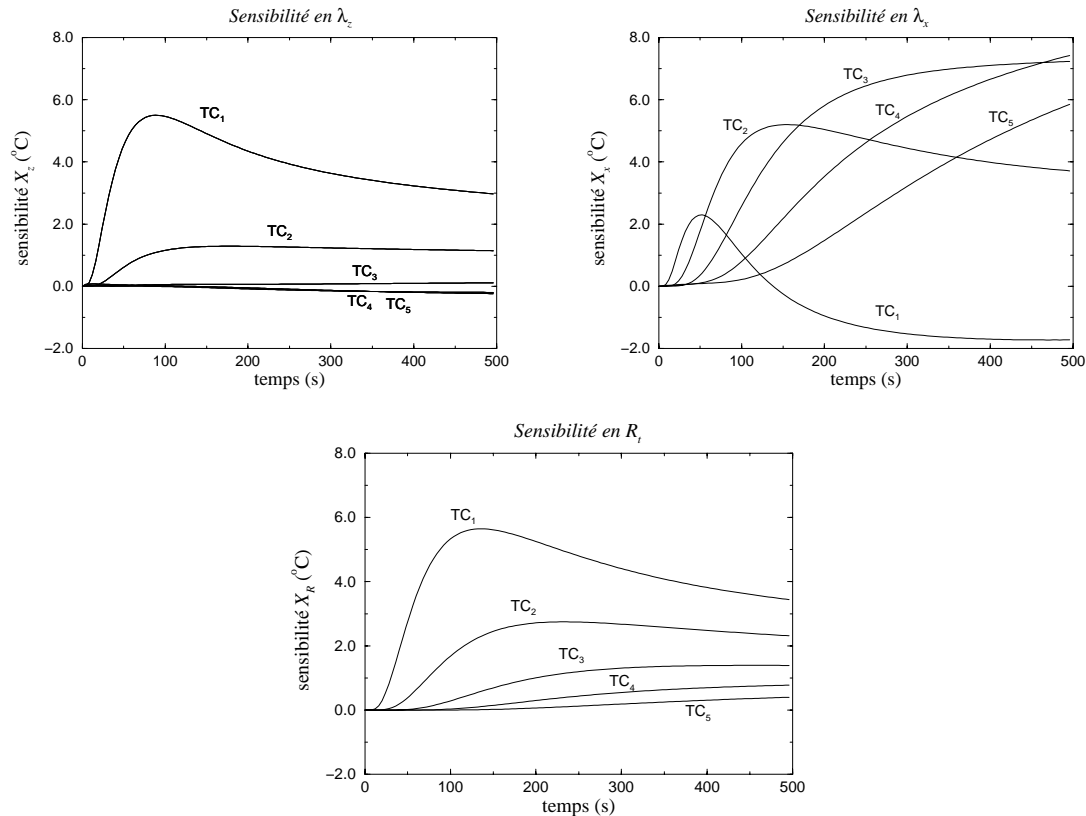 Sensibilité en λz
8.0
6.0
4.0
2.0
0.0
−2.0
sensibilité Xz (°C)
TC1
TC2
TC3
TC4 TC5
0 100 200 300 400 500
temps (s)
Sensibilité en λx
8.0
6.0
4.0
2.0
0.0
−2.0
sensibilité Xx (°C)
TC3
TC4
TC2
TC5
TC1
0 100 200 300 400 500
temps (s)
Sensibilité en Rt
8.0
6.0
4.0
2.0
0.0
−2.0
sensibilité XR (°C)
TC1
TC2
TC3
TC4
TC5
0 100 200 300 400 500
temps (s)